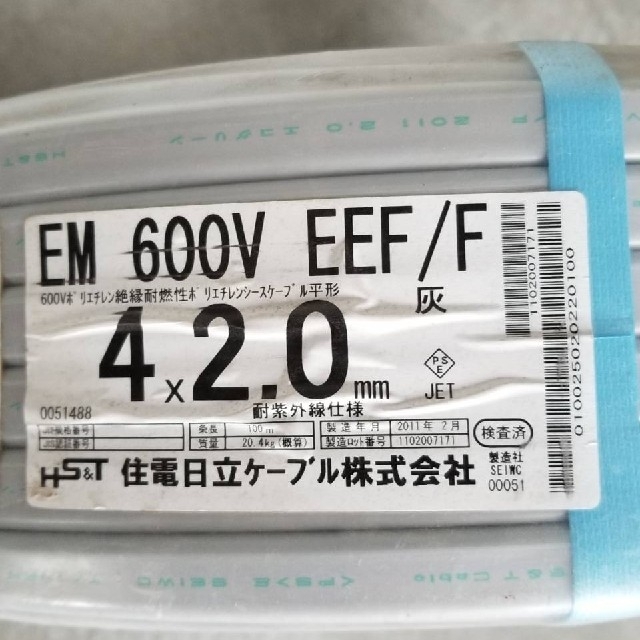 EM 600V EEF/F
600Vポリエチレン絶縁耐燃性ポリエチレンシースケーブル平形
灰
4×2.0mm
PSE
JET
0051488
耐紫外線仕様
条長 100m
製造年月 2011年 2月
質量 20.4kg(概算)
製造ロット番号 1102007171
検査済
HS&T 住電日立ケーブル株式会社
製造社
SEIWC
00051
1102007171
01002502022０100